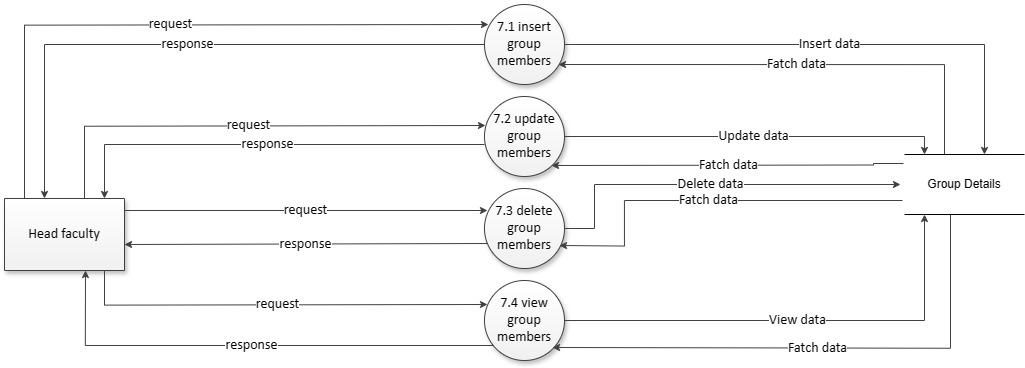 request
7.1 insert
group
members
response
Insert data
Fatch data
request
7.2 update
group
members
response
Update data
Fatch data
Delete data
Group Details
Fatch data
request
7.3 delete
group
members
Head faculty
response
request
7.4 view
group
members
View data
response
Fatch data